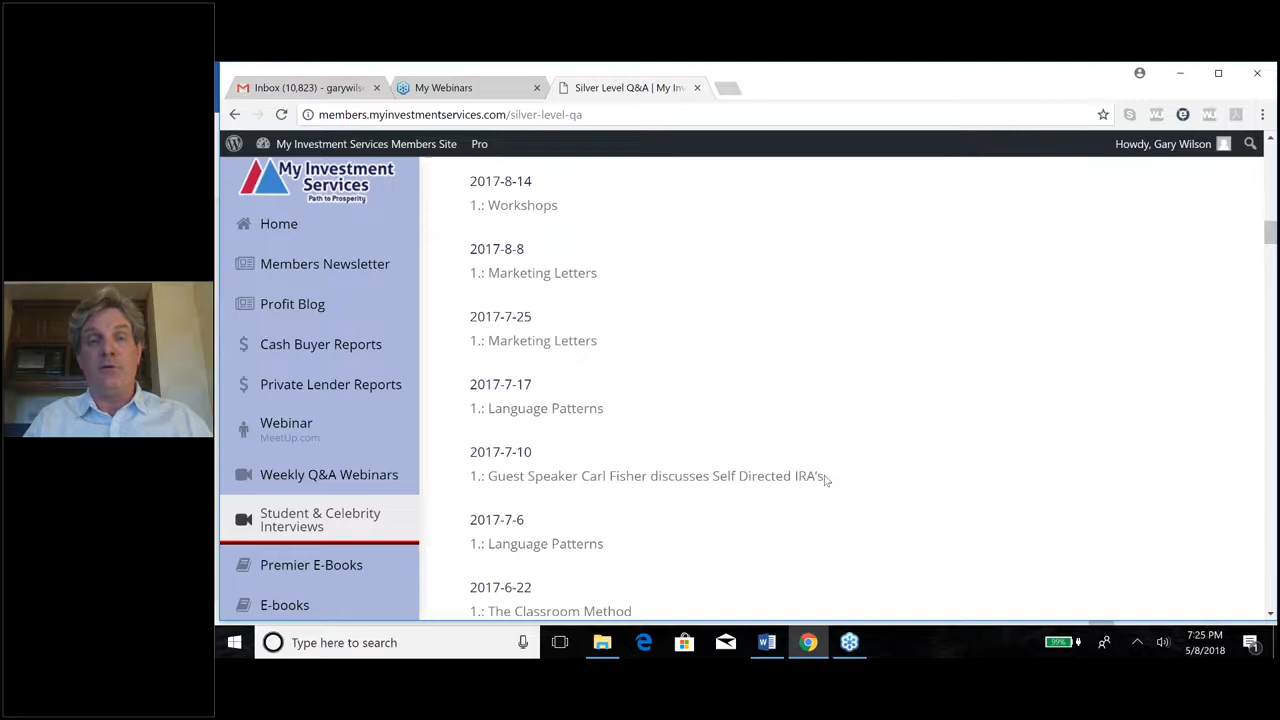 Inbox (10,823) - garywils
My Webinars
Silver Level Q&A | My Inv
members.myinvestmentservices.com/silver-level-qa
My Investment Services Members Site
Pro
Howdy, Gary Wilson
My Investment
Services
Path to Prosperity
Home
Members Newsletter
Profit Blog
Cash Buyer Reports
Private Lender Reports
Webinar
MeetUp.com
Weekly Q&A Webinars
Student & Celebrity
Interviews
Premier E-Books
E-books
2017-8-14
1.: Workshops
2017-8-8
1.: Marketing Letters
2017-7-25
1.: Marketing Letters
2017-7-17
1.: Language Patterns
2017-7-10
1.: Guest Speaker Carl Fisher discusses Self Directed IRA's
2017-7-6
1.: Language Patterns
2017-6-22
1.: The Classroom Method
Type here to search
99%
7:25 PM
5/8/2018